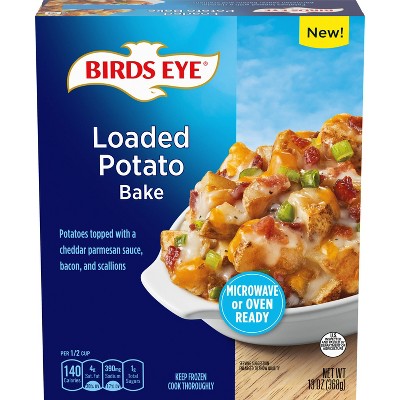 New!
BIRDS EYE®
Loaded
Potato
Bake
Potatoes topped with a
cheddar parmesan sauce,
bacon, and scallions
MICROWAVE
or OVEN
READY
PER 1/2 CUP
140
Calories
4g
Sat. Fat
390mg
Sodium
1g
Total
Sugars
KEEP FROZEN
COOK THOROUGHLY
SERVING SUGGESTION
NET WT
13 OZ (368g)